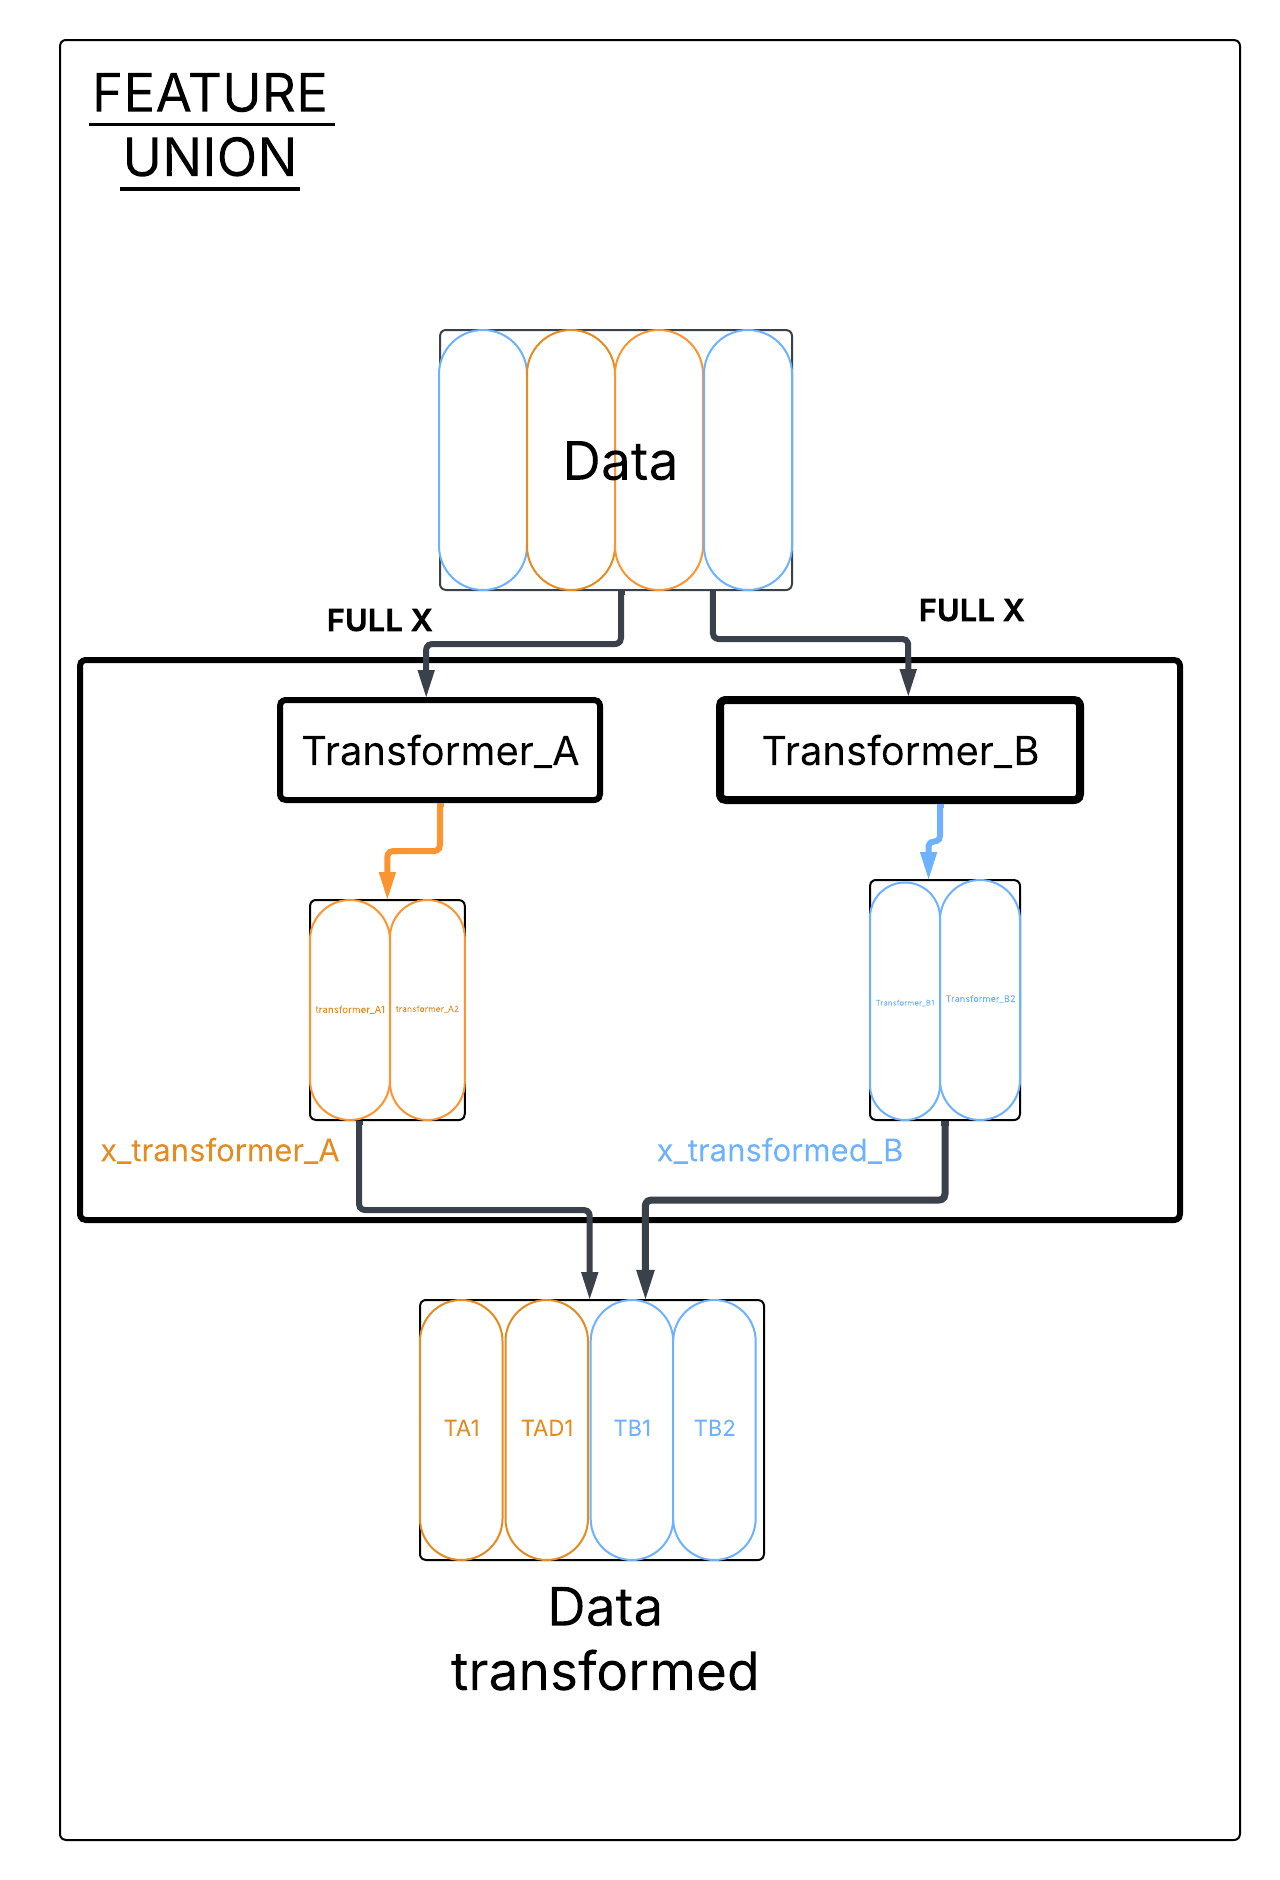 FEATURE
UNION
Data
FULL X
FULL X
Transformer_A
Transformer_B
transformer_A1
transformer_A2
Transformer_B1
Transformer_B2
x_transformer_A
x_transformed_B
TA1
TAD1
TB1
TB2
Data
transformed